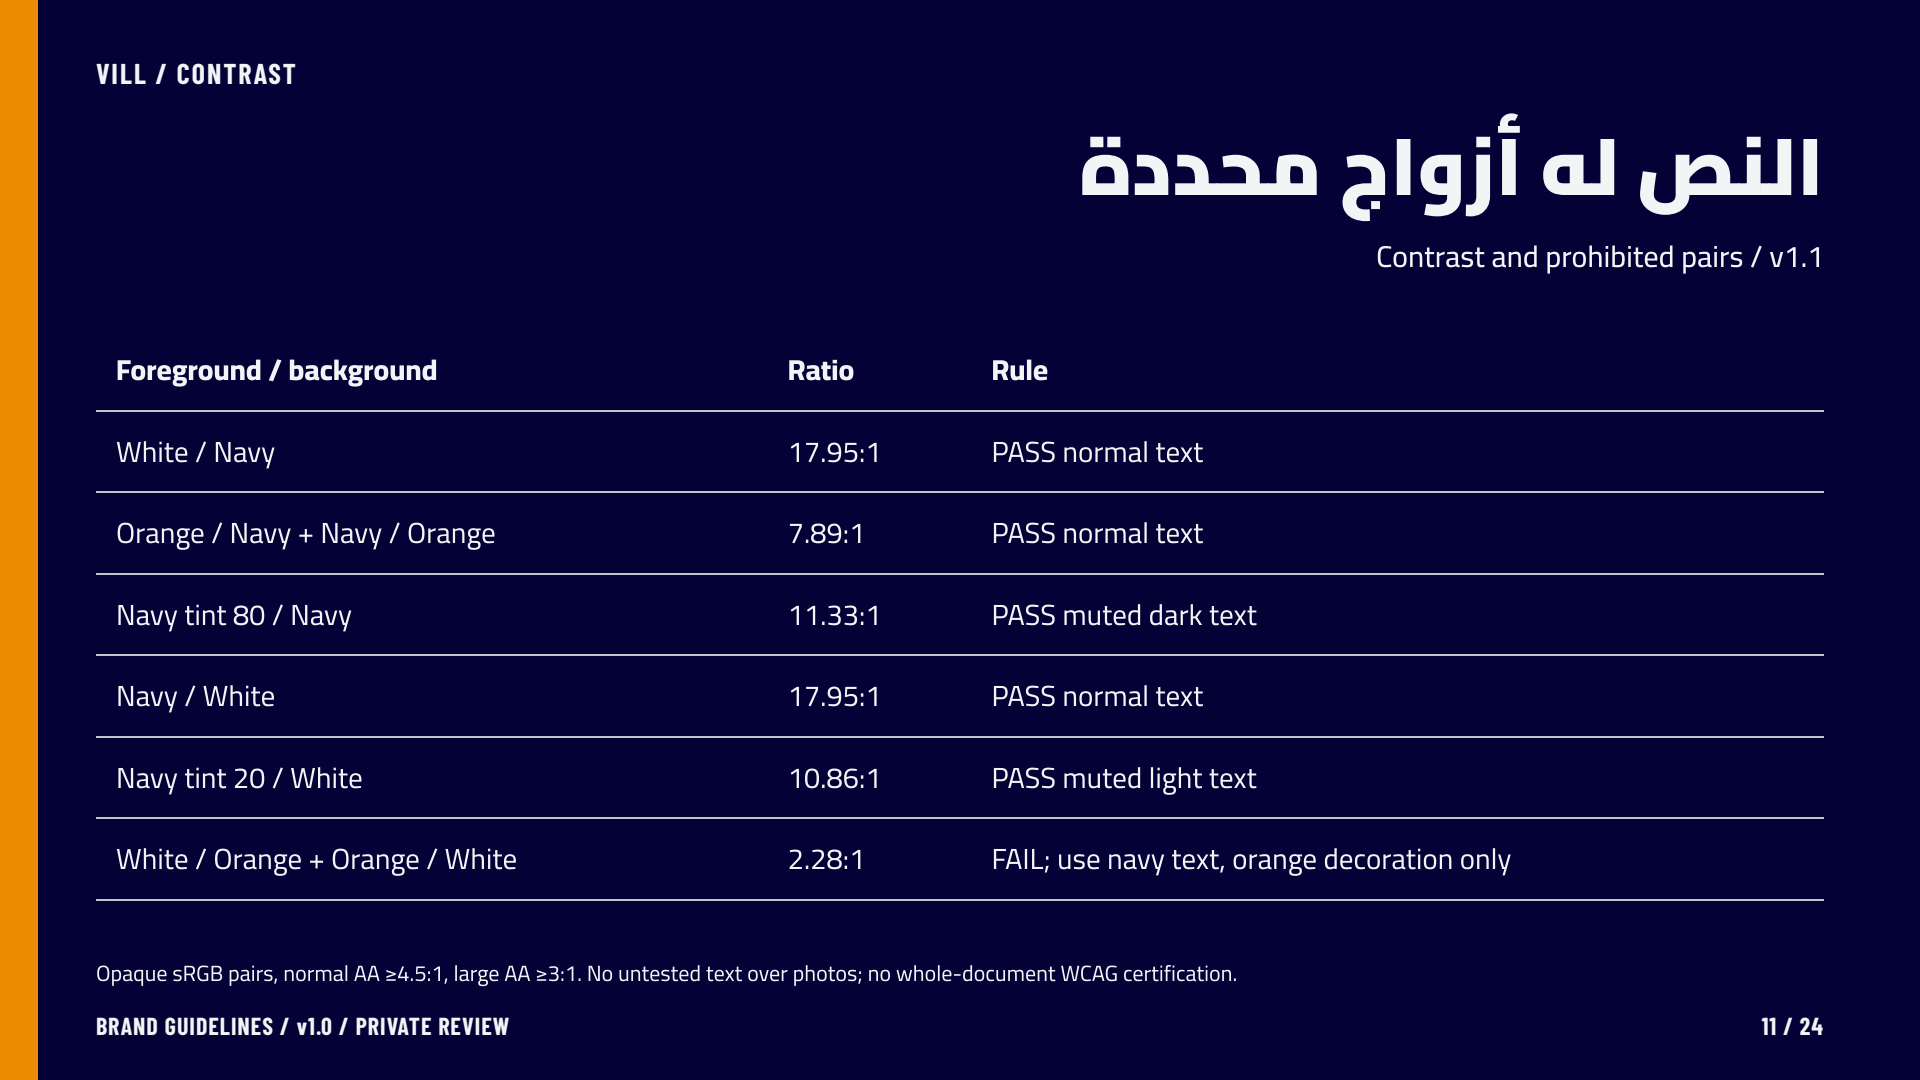 VILL / CONTRAST
النص له أزواج محددة
Contrast and prohibited pairs / v1.1
Foreground / background Ratio Rule
White / Navy 17.95:1 PASS normal text
Orange / Navy + Navy / Orange 7.89:1 PASS normal text
Navy tint 80 / Navy 11.33:1 PASS muted dark text
Navy / White 17.95:1 PASS normal text
Navy tint 20 / White 10.86:1 PASS muted light text
White / Orange + Orange / White 2.28:1 FAIL; use navy text, orange decoration only
Opaque sRGB pairs, normal AA ≥4.5:1, large AA ≥3:1. No untested text over photos; no whole-document WCAG certification.
BRAND GUIDELINES / v1.0 / PRIVATE REVIEW 11 / 24